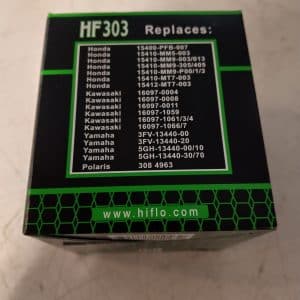 HF303 Replaces:
Honda 15400-PFB-007
Honda 15410-MM5-003
Honda 15410-MM9-003/013
Honda 15410-MM9-305/405
Honda 15410-MM9-P00/1/3
Honda 15410-MT7-003
Honda 15412-MT7-003
Kawasaki 16097-0004
Kawasaki 16097-0008
Kawasaki 16097-0011
Kawasaki 16097-1059
Kawasaki 16097-1061/3/4
Kawasaki 16097-1066/7
Yamaha 3FV-13440-00
Yamaha 3FV-13440-20
Yamaha 5GH-13440-00/10
Yamaha 5GH-13440-30/70
Polaris 308 4963
www.hiflo.com